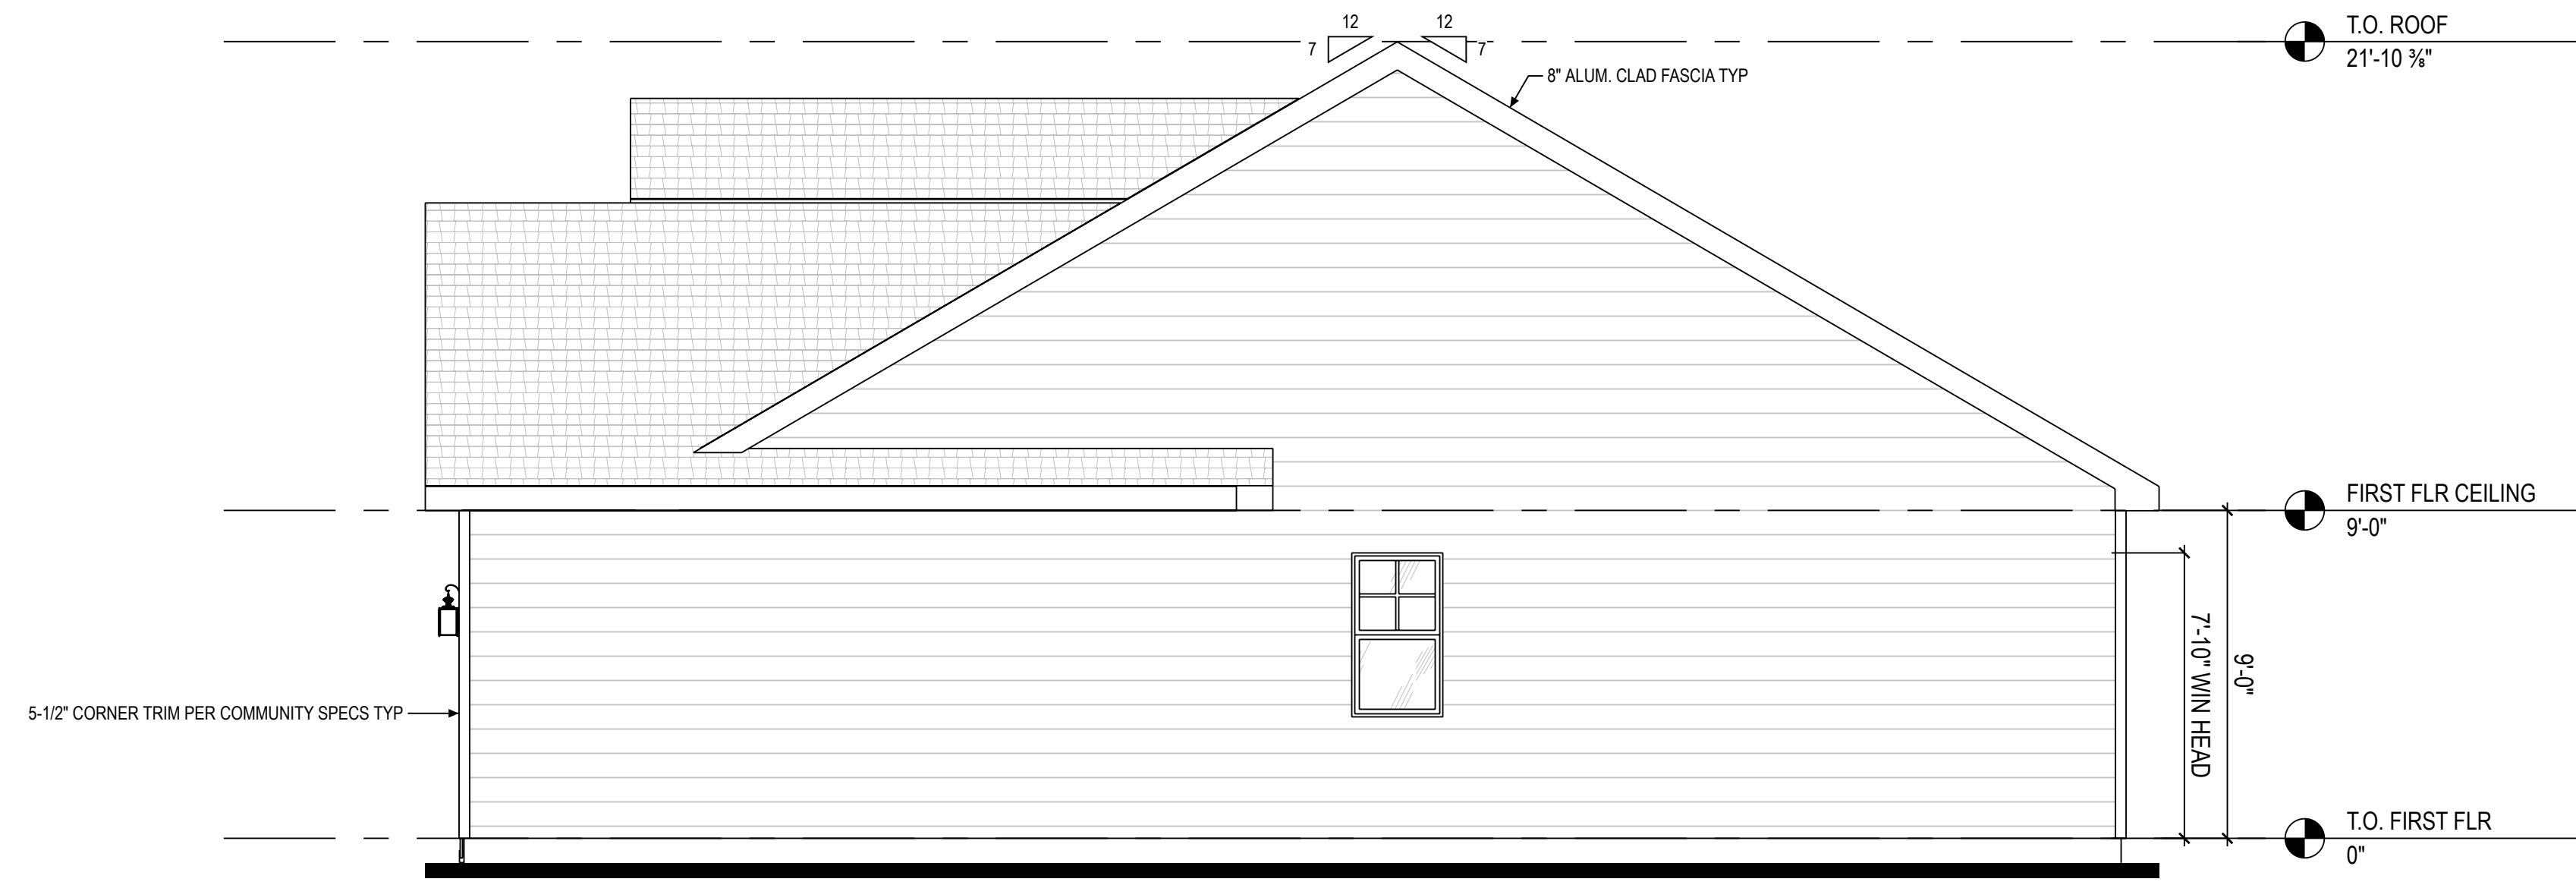 12
12
7
7
T.O. ROOF
21'-10 ⅜"
8" ALUM. CLAD FASCIA TYP
FIRST FLR CEILING
9'-0"
7'-10" WIN HEAD
9'-0"
5-1/2" CORNER TRIM PER COMMUNITY SPECS TYP
T.O. FIRST FLR
0"